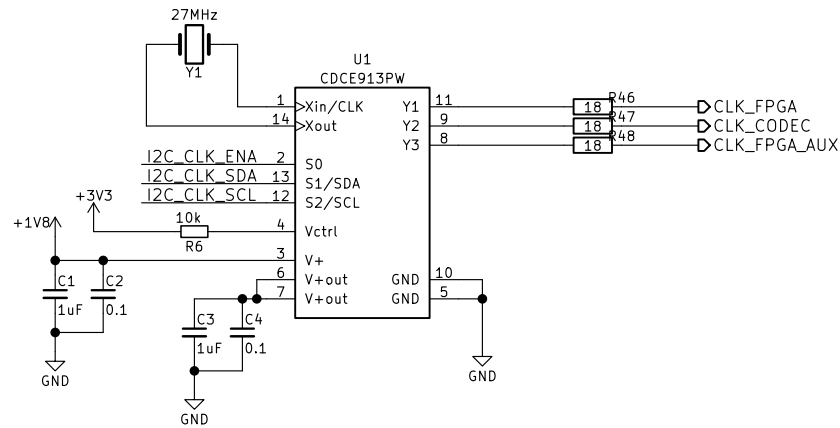 27MHz
Y1
U1
CDCE913PW
1 Xin/CLK
14 Xout
I2C_CLK_ENA 2 S0
I2C_CLK_SDA 13 S1/SDA
I2C_CLK_SCL 12 S2/SCL
+3V3
10k
R6
4 Vctrl
+1V8
3 V+
6 V+out
7 V+out
Y1 11 18 R46 CLK_FPGA
Y2 9 18 R47 CLK_CODEC
Y3 8 18 R48 CLK_FPGA_AUX
GND 10
GND 5
C1
1uF
C2
0.1
GND
C3
1uF
C4
0.1
GND
GND